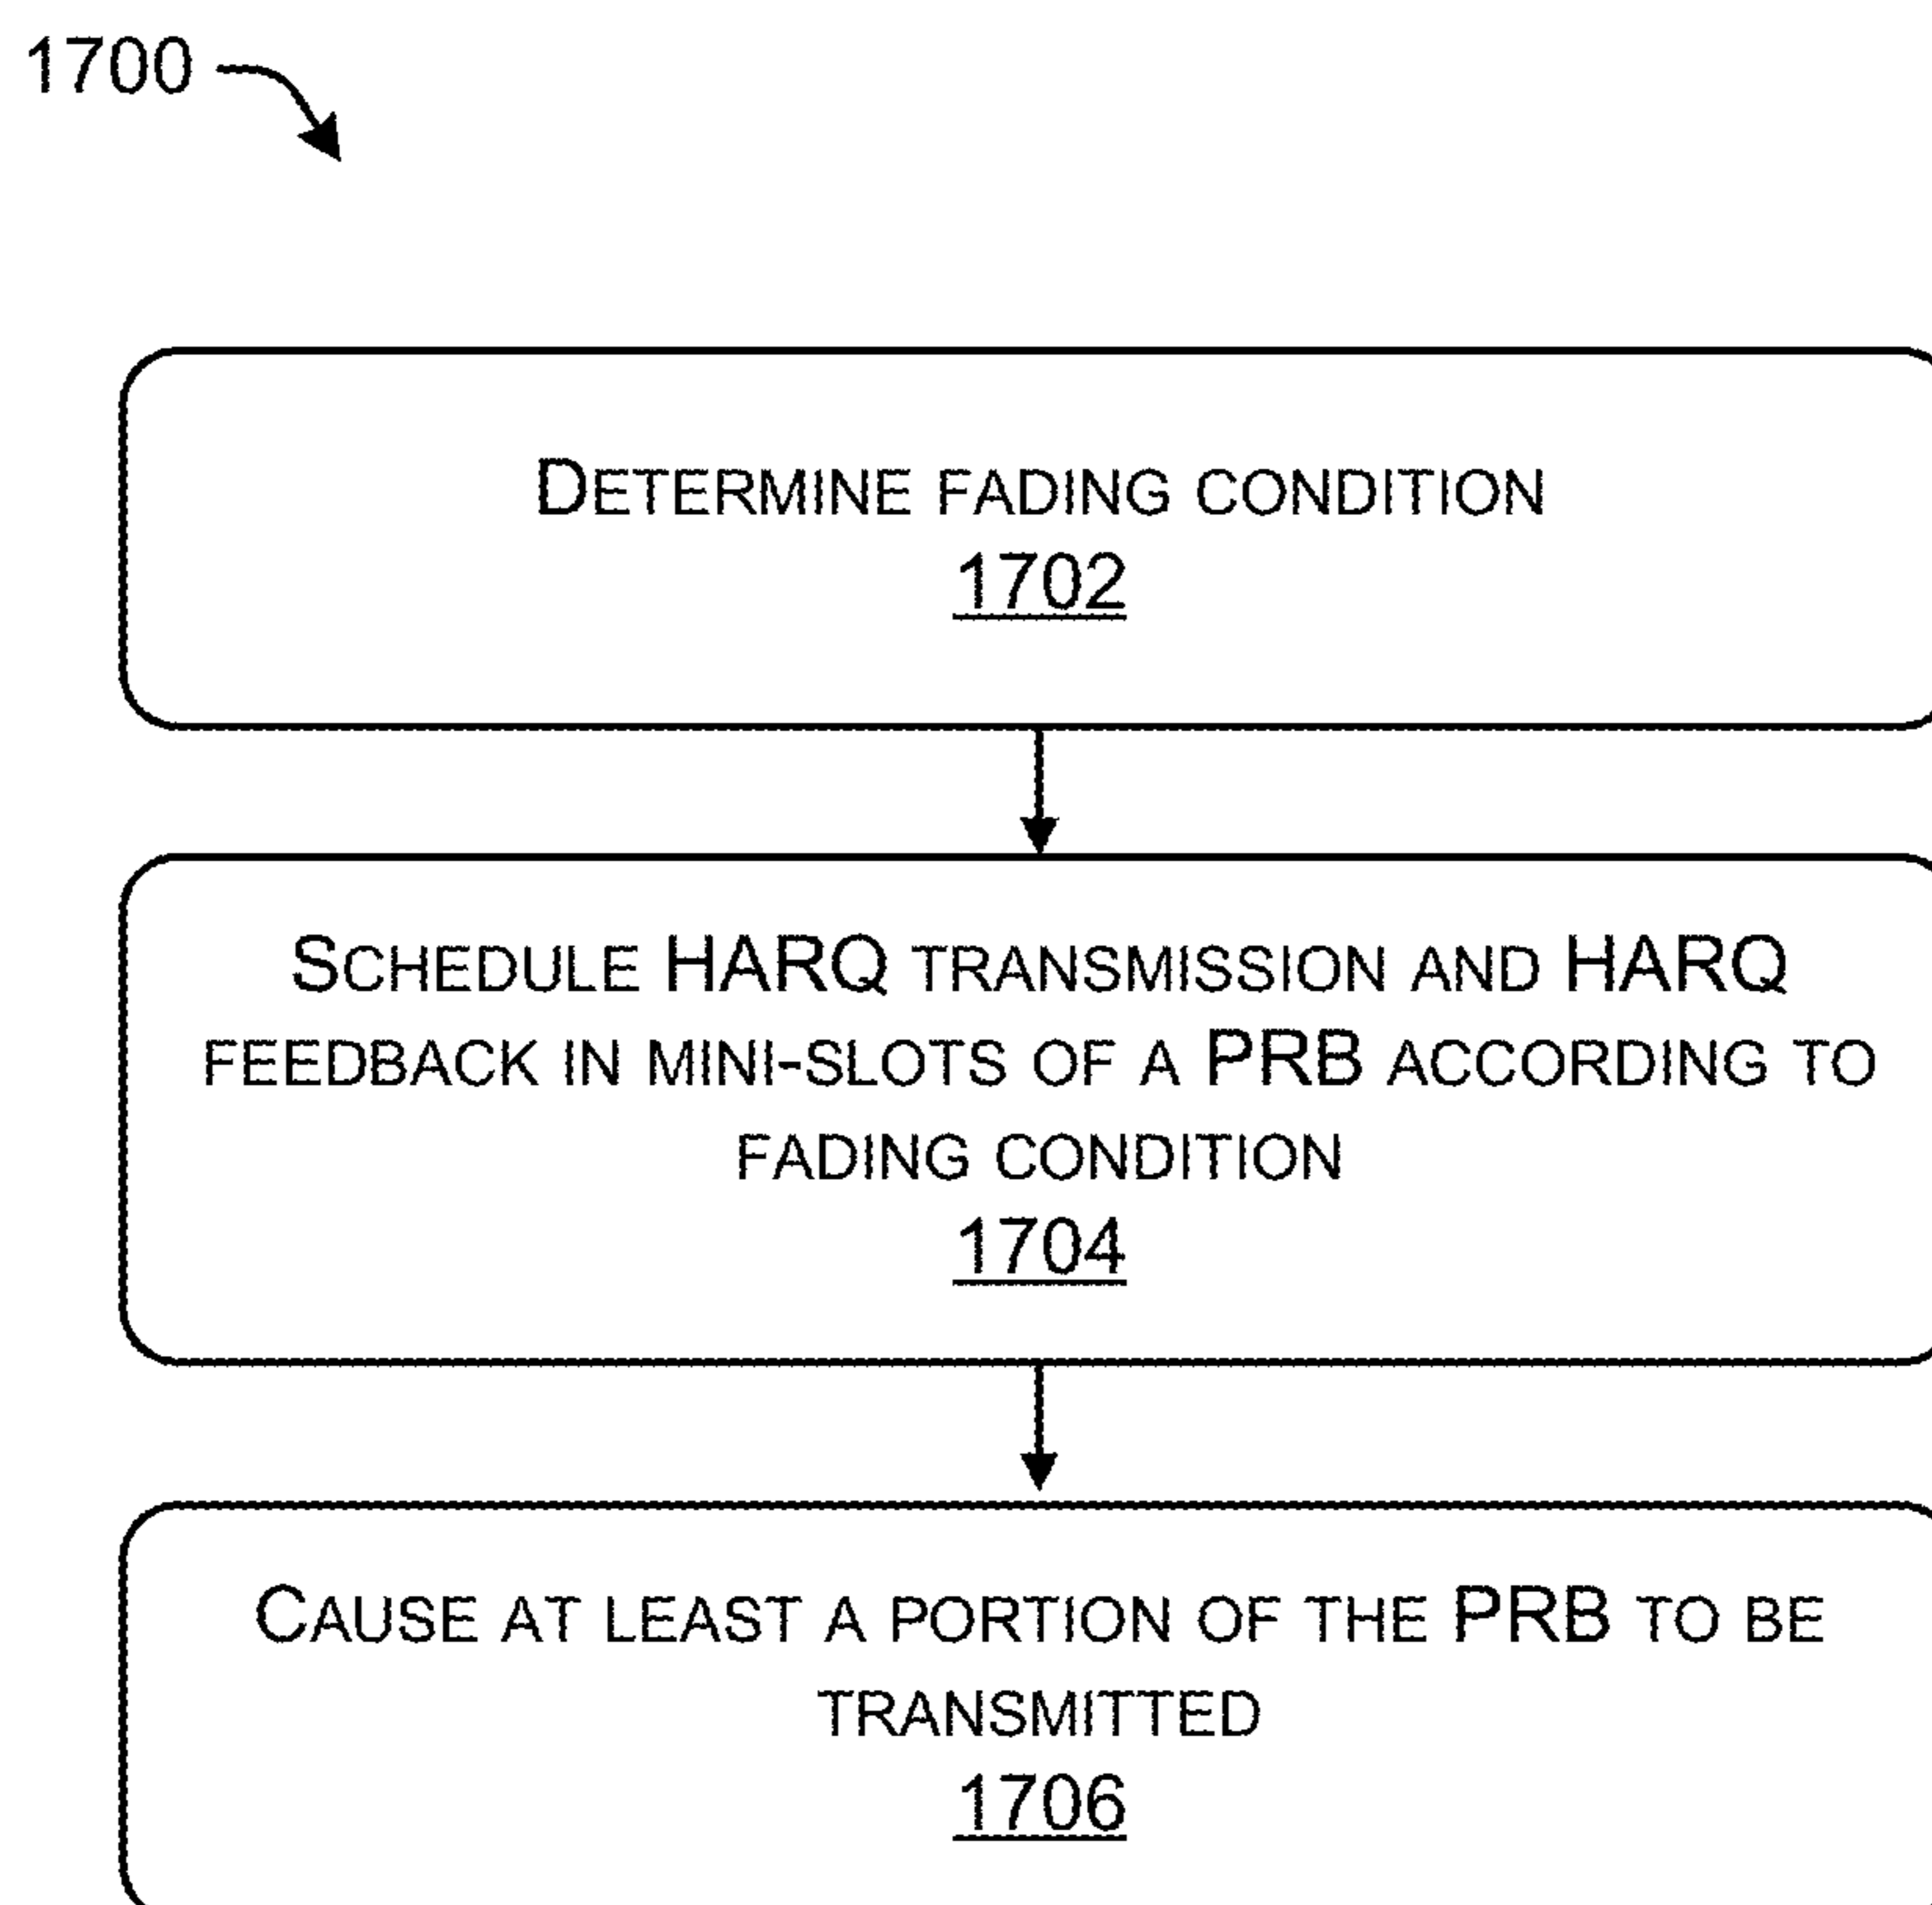 1700
DETERMINE FADING CONDITION
1702
SCHEDULE HARQ TRANSMISSION AND HARQ
FEEDBACK IN MINI-SLOTS OF A PRB ACCORDING TO
FADING CONDITION
1704
CAUSE AT LEAST A PORTION OF THE PRB TO BE
TRANSMITTED
1706